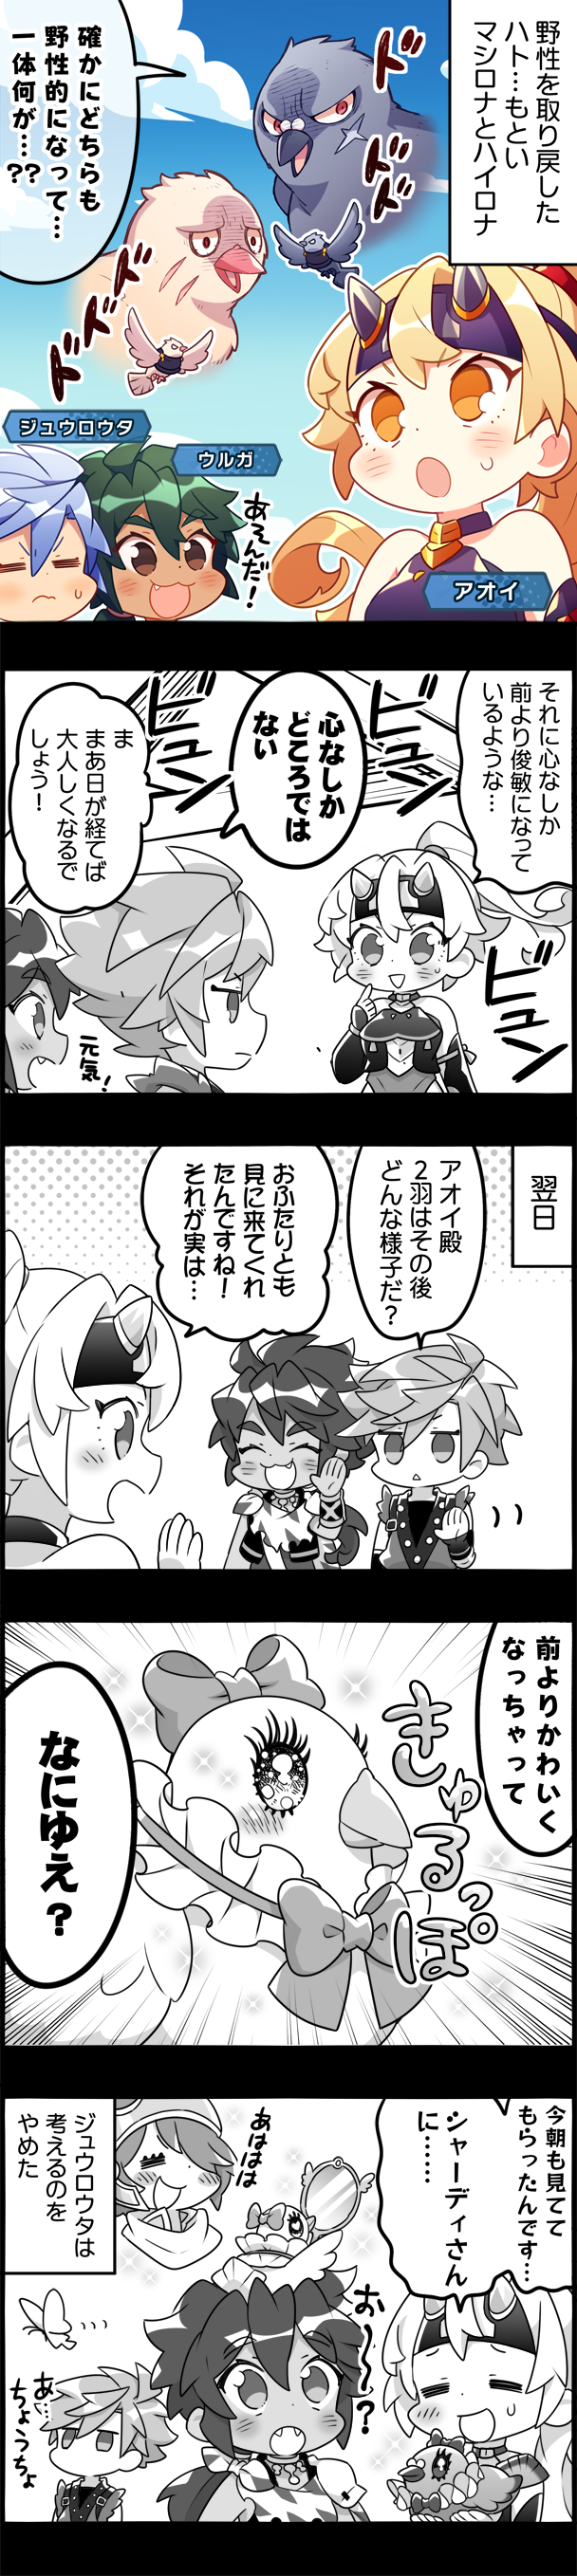 野性を取り戻した
ハト…もとい
マシロナとハイロナ
ドドド
確かにどちらも
野性的になって…
一体何が…??
ドドド
ジュウロウタ
ウルガ
あそんだ!
アオイ
それに心なしか
前より俊敏になって
いるような…
心なしか
どころでは
ない
ビュン
ビュン
ま
まあ日が経てば
大人しくなるで
しょう!
ビュン
元気!
翌日
アオイ殿
2羽はその後
どんな様子だ?
おふたりとも
見に来てくれ
たんですね!
それが実は…
前よりかわいく
なっちゃって
きゅるっぽ。
なにゆえ?
今朝も見てて
もらったんです…
シャーディさん
に……
あははは
ジュウロウタは
考えるのを
やめた
お~~?
あ…
ちょうちょ